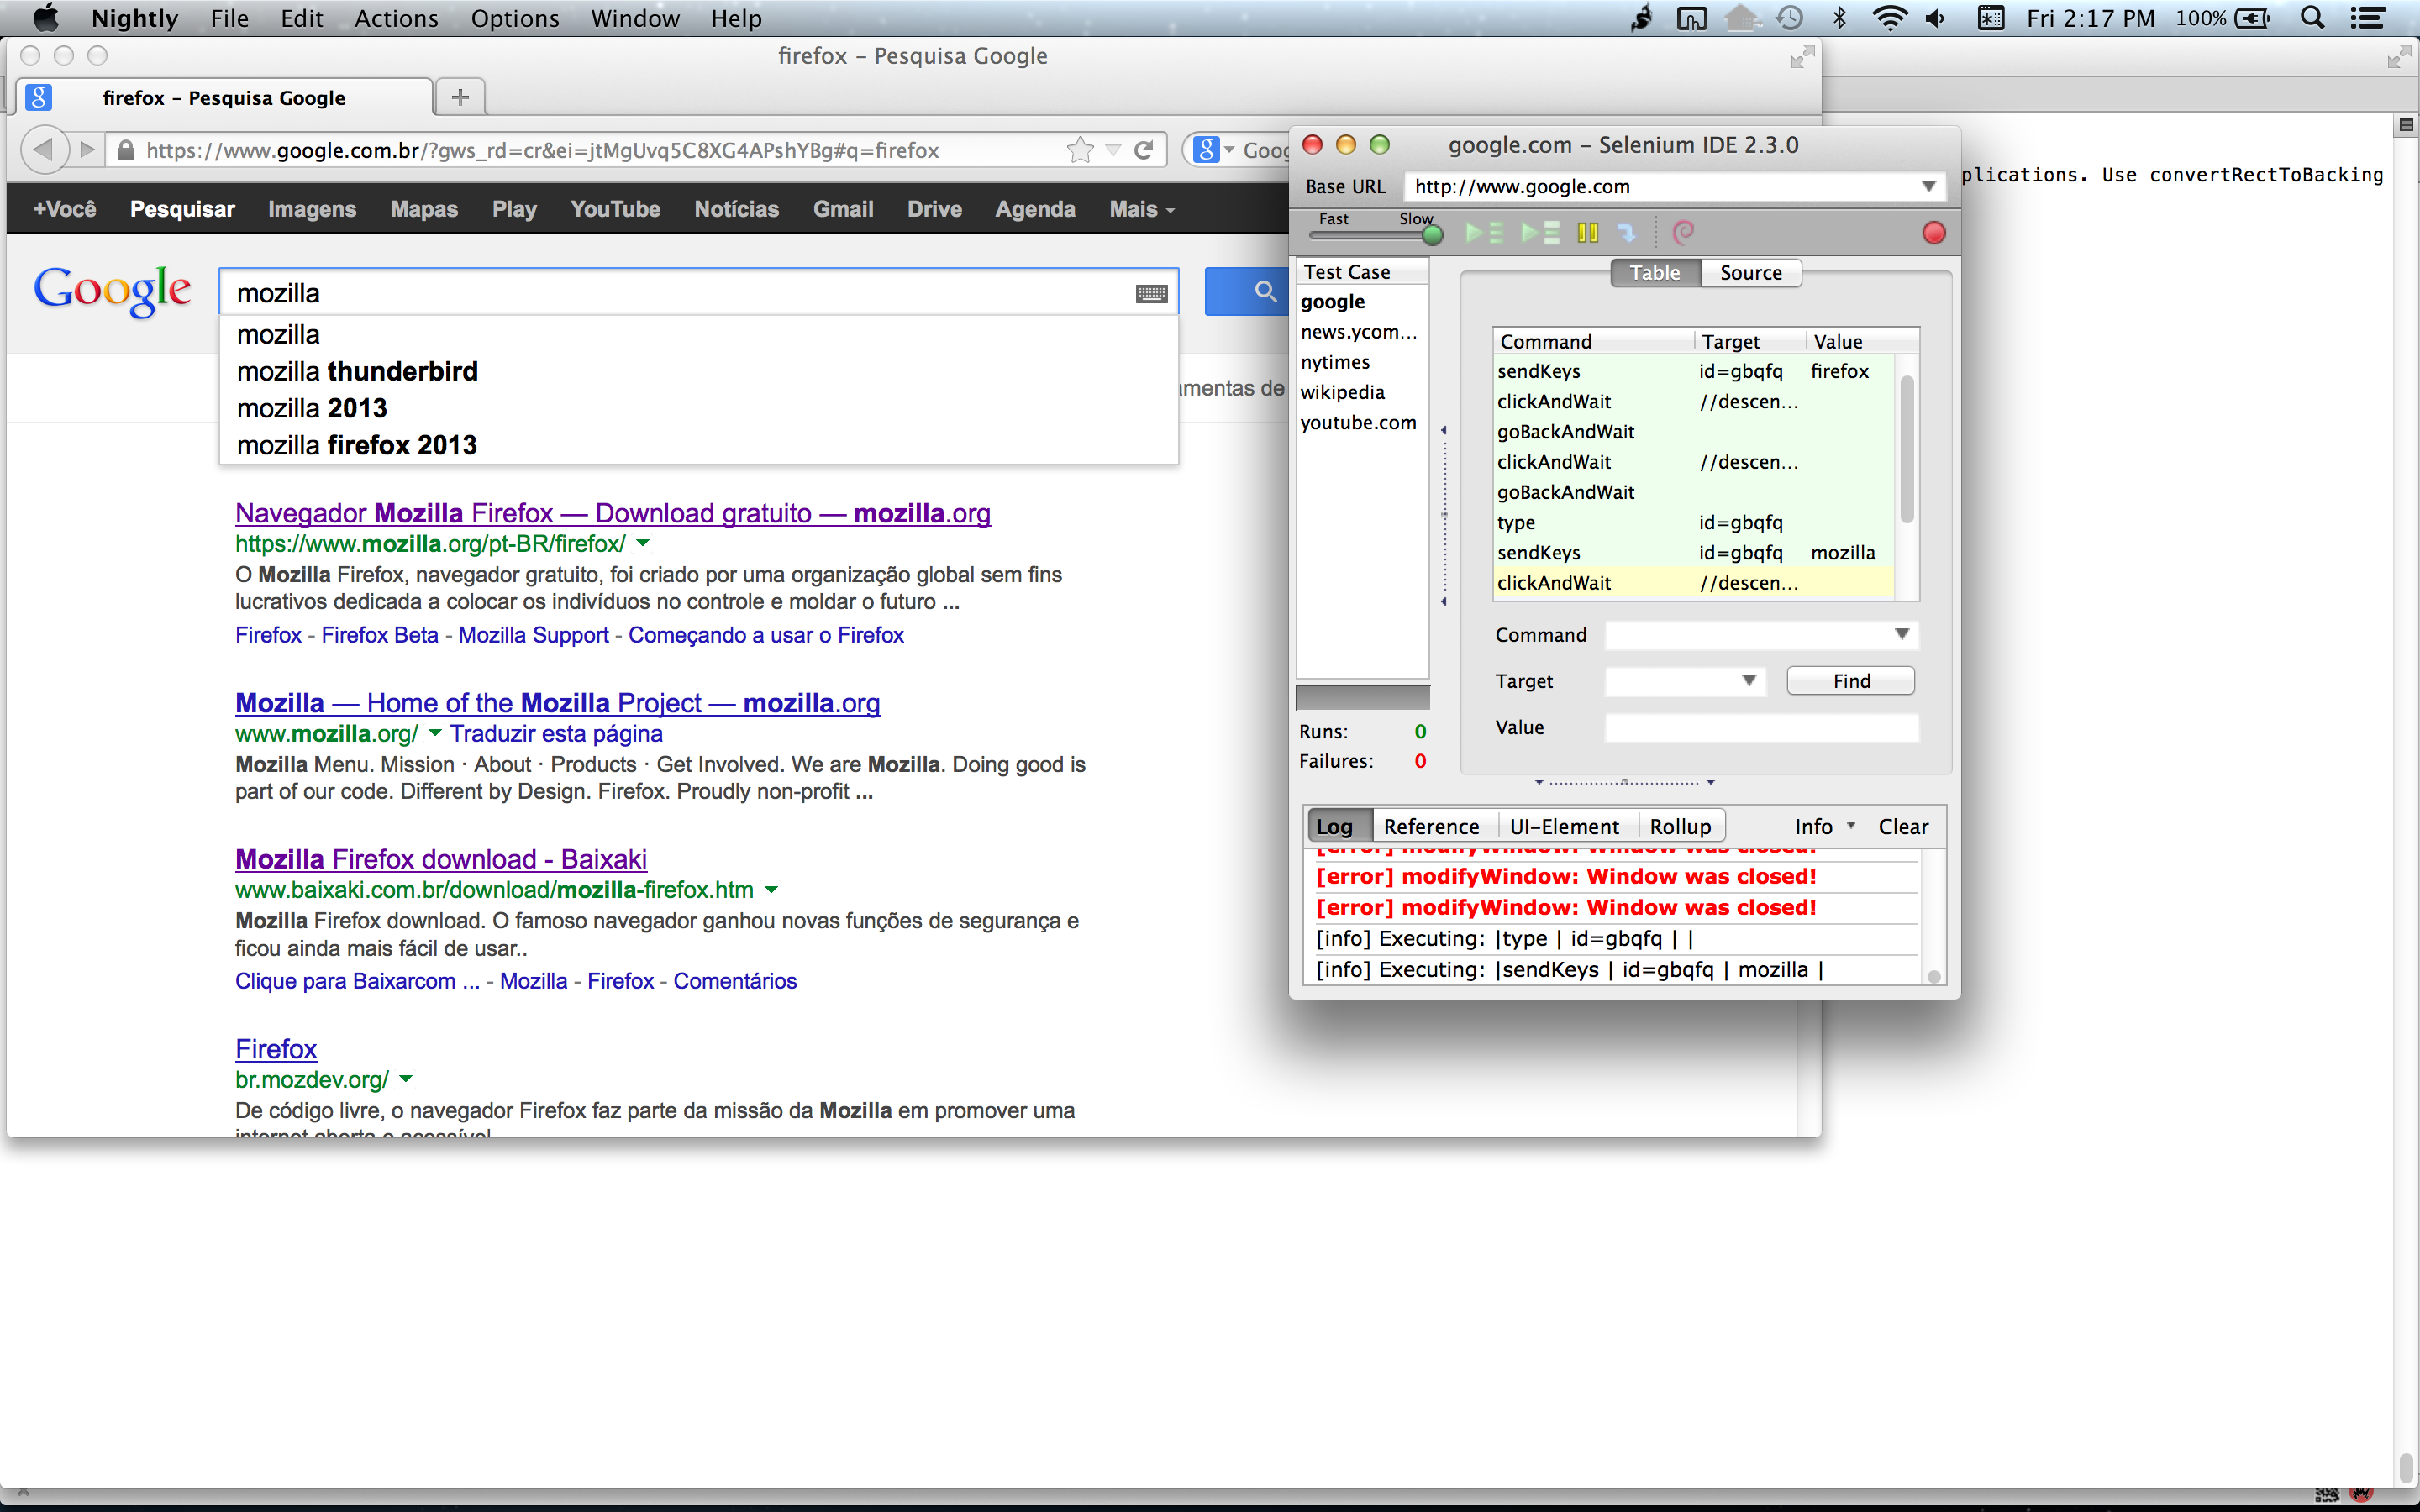 Nightly File Edit Actions Options Window Help Fri 2:17 PM 100%
firefox – Pesquisa Google
firefox – Pesquisa Google
https://www.google.com.br/?gws_rd=cr&ei=jtMgUvq5C8XG4APshYBg#q=firefox
+Você Pesquisar Imagens Mapas Play YouTube Notícias Gmail Drive Agenda Mais
Google mozilla
mozilla
mozilla thunderbird
mozilla 2013
mozilla firefox 2013
Navegador Mozilla Firefox — Download gratuito — mozilla.org
https://www.mozilla.org/pt-BR/firefox/
O Mozilla Firefox, navegador gratuito, foi criado por uma organização global sem fins
lucrativos dedicada a colocar os indivíduos no controle e moldar o futuro ...
Firefox - Firefox Beta - Mozilla Support - Começando a usar o Firefox
Mozilla — Home of the Mozilla Project — mozilla.org
www.mozilla.org/ Traduzir esta página
Mozilla Menu. Mission · About · Products · Get Involved. We are Mozilla. Doing good is
part of our code. Different by Design. Firefox. Proudly non-profit ...
Mozilla Firefox download - Baixaki
www.baixaki.com.br/download/mozilla-firefox.htm
Mozilla Firefox download. O famoso navegador ganhou novas funções de segurança e
ficou ainda mais fácil de usar..
Clique para Baixarcom ... - Mozilla - Firefox - Comentários
Firefox
br.mozdev.org/
De código livre, o navegador Firefox faz parte da missão da Mozilla em promover uma
internet aberta e acessível
google.com – Selenium IDE 2.3.0
Base URL http://www.google.com
Fast Slow
Test Case
google
news.ycom...
nytimes
wikipedia
youtube.com
Runs: 0
Failures: 0
Table Source
Command Target Value
sendKeys id=gbqfq firefox
clickAndWait //descen...
goBackAndWait
clickAndWait //descen...
goBackAndWait
type id=gbqfq
sendKeys id=gbqfq mozilla
clickAndWait //descen...
Command
Target Find
Value
Log Reference UI-Element Rollup Info Clear
[error] modifyWindow: Window was closed!
[error] modifyWindow: Window was closed!
[error] modifyWindow: Window was closed!
[info] Executing: |type | id=gbqfq | |
[info] Executing: |sendKeys | id=gbqfq | mozilla |
plications. Use convertRectToBacking